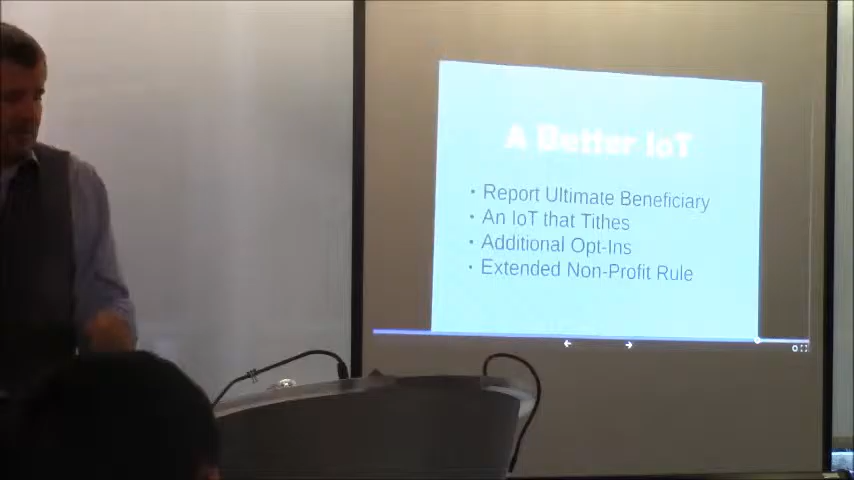 A Better IoT
• Report Ultimate Beneficiary
• An IoT that Tithes
• Additional Opt-Ins
• Extended Non-Profit Rule